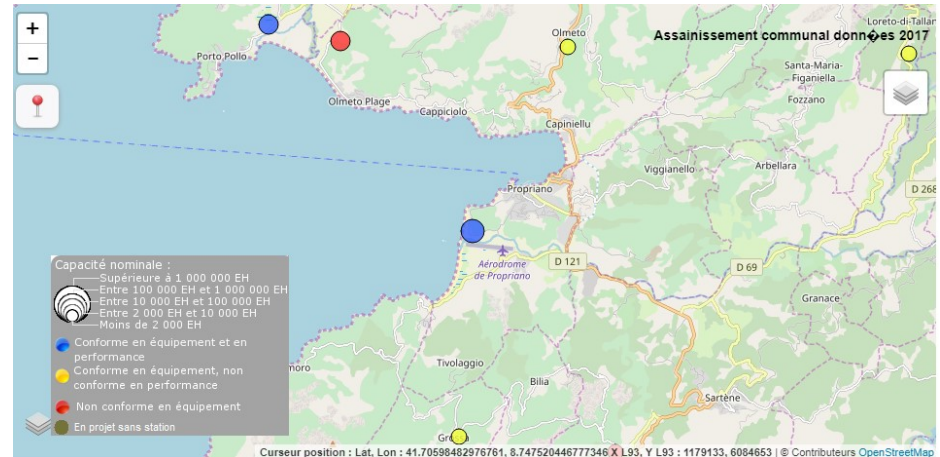 +
−
Porto Pollo
Olmeto Plage
Cappiciolo
Olmeto
Loreto-di-Tallan
Assainissement communal donn�es 2017
Santa-Maria-
Figaniella
Fozzano
Capiniellu
Viggianello
Arbellara
Propriano
D 268
Aérodrome
de Propriano
D 121
D 69
Granace
Capacité nominale :
Supérieure à 1 000 000 EH
Entre 100 000 EH et 1 000 000 EH
Entre 10 000 EH et 100 000 EH
Entre 2 000 EH et 10 000 EH
Moins de 2 000 EH
Conforme en équipement et en
performance
Conforme en équipement, non
conforme en performance
Non conforme en équipement
En projet sans station
moro
Tivolaggio
Bilia
Sartène
Curseur position : Lat, Lon : 41.70598482976761, 8.747520446777346 X L93, Y L93 : 1179133, 6084653 | © Contributeurs OpenStreetMap